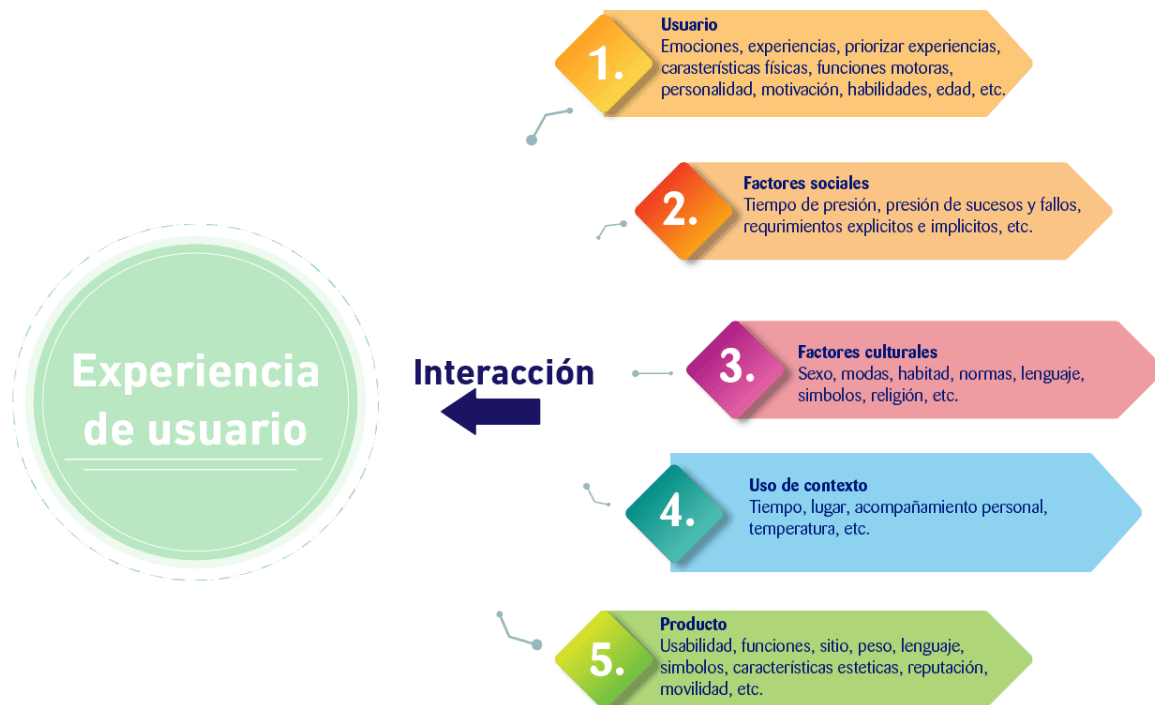 1.
Usuario
Emociones, experiencias, priorizar experiencias,
carasterísticas físicas, funciones motoras,
personalidad, motivación, habilidades, edad, etc.
2.
Factores sociales
Tiempo de presión, presión de sucesos y fallos,
requrimientos explicitos e implicitos, etc.
Experiencia
de usuario
Interacción
3.
Factores culturales
Sexo, modas, habitad, normas, lenguaje,
simbolos, religión, etc.
4.
Uso de contexto
Tiempo, lugar, acompañamiento personal,
temperatura, etc.
5.
Producto
Usabilidad, funciones, sitio, peso, lenguaje,
simbolos, características esteticas, reputación,
movilidad, etc.